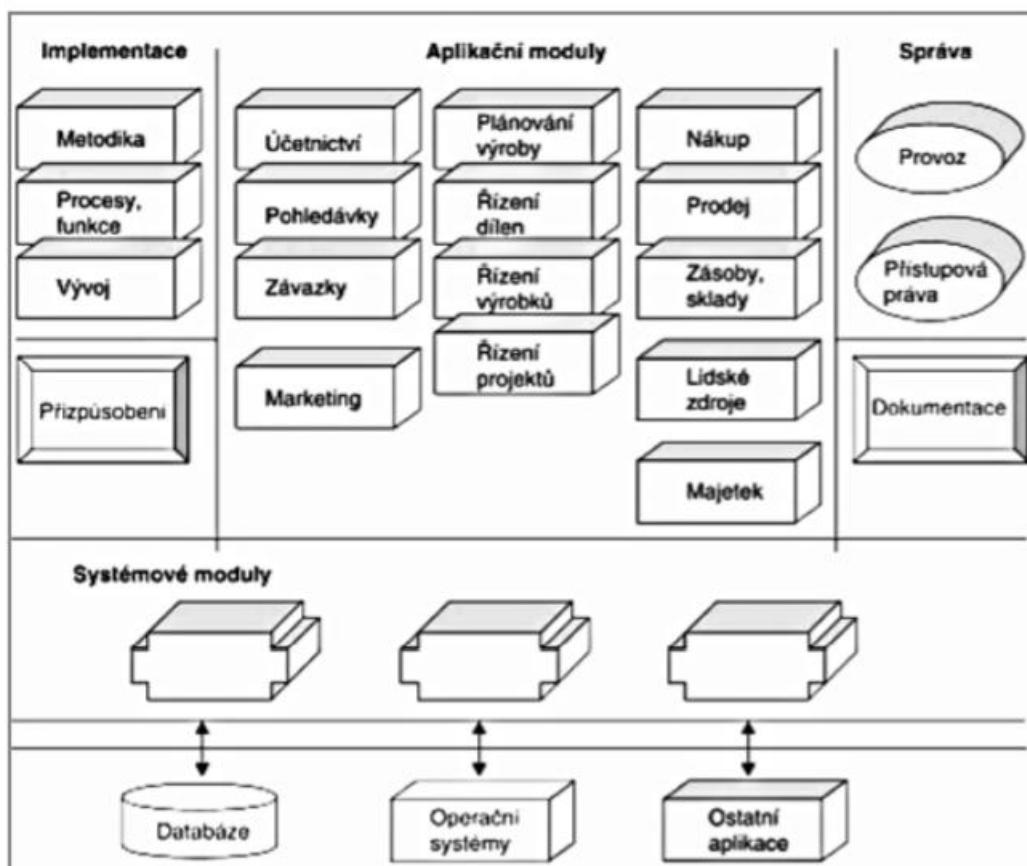 Implementace
Metodika
Procesy,
funkce
Vývoj
Přizpůsobení
Aplikační moduly
Účetnictví
Pohledávky
Závazky
Marketing
Plánování
výroby
Řízení
dílen
Řízení
výrobků
Řízení
projektů
Nákup
Prodej
Zásoby,
sklady
Lidské
zdroje
Majetek
Správa
Provoz
Přístupová
práva
Dokumentace
Systémové moduly
Databáze
Operační
systémy
Ostatní
aplikace